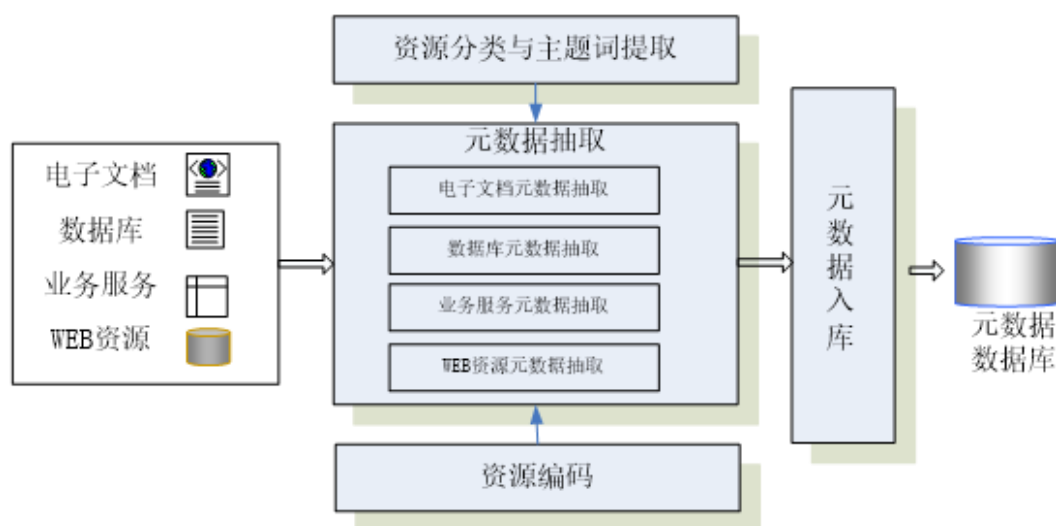 资源分类与主题词提取
电子文档
数据库
业务服务
WEB资源
元数据抽取
电子文档元数据抽取
数据库元数据抽取
业务服务元数据抽取
WEB资源元数据抽取
资源编码
元数据入库
元数据
数据库